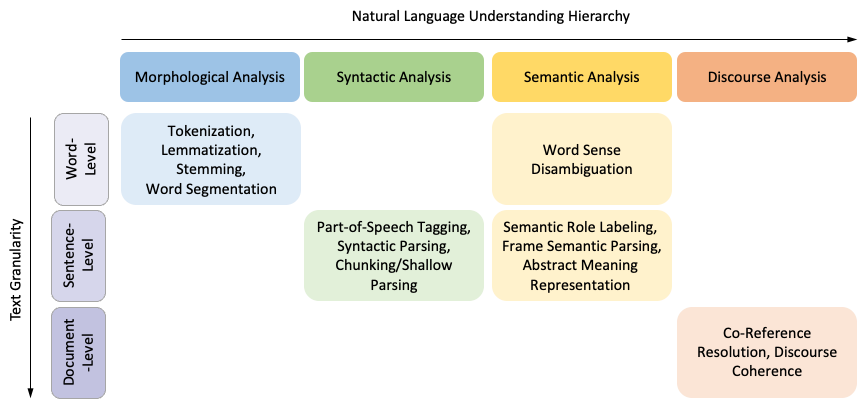 Natural Language Understanding Hierarchy
Morphological Analysis
Syntactic Analysis
Semantic Analysis
Discourse Analysis
Text Granularity
Word-
Level
Tokenization,
Lemmatization,
Stemming,
Word Segmentation
Word Sense
Disambiguation
Sentence-
Level
Part-of-Speech Tagging,
Syntactic Parsing,
Chunking/Shallow
Parsing
Semantic Role Labeling,
Frame Semantic Parsing,
Abstract Meaning
Representation
Document
-Level
Co-Reference
Resolution, Discourse
Coherence